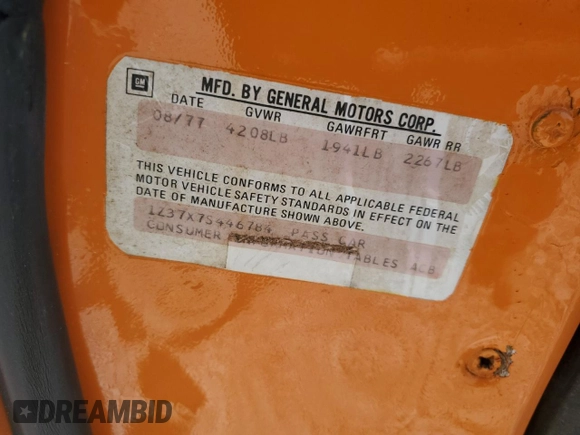 GM
MFD. BY GENERAL MOTORS CORP.
DATE GVWR GAWRFRT GAWR RR
08/77 4208LB 1941LB 2267LB
THIS VEHICLE CONFORMS TO ALL APPLICABLE FEDERAL
MOTOR VEHICLE SAFETY STANDARDS IN EFFECT ON THE
DATE OF MANUFACTURE SHOWN ABOVE.
1Z37X7S446784 PASS CAR
CONSUMER INFORMATION TABLES ACB
DREAMBID